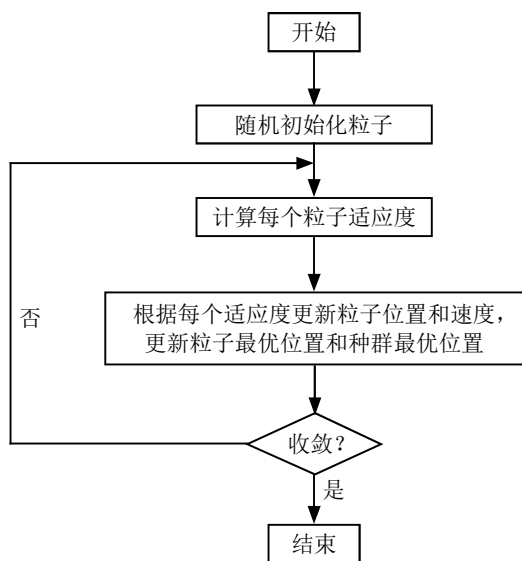 开始
随机初始化粒子
计算每个粒子适应度
否
根据每个适应度更新粒子位置和速度，
更新粒子最优位置和种群最优位置
收敛？
是
结束